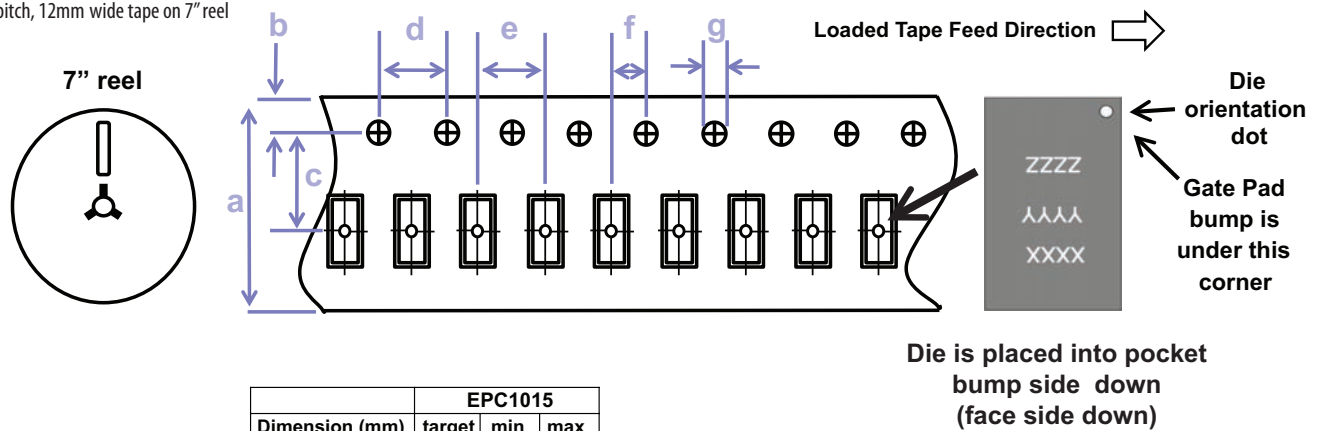 pitch, 12mm wide tape on 7” reel
b
d
e
f
g
Loaded Tape Feed Direction
7” reel
Die
orientation
dot
a
c
ZZZZ
YYYY
XXXX
Gate Pad
bump is
under this
corner
Die is placed into pocket
bump side down
(face side down)
EPC1015
Dimension (mm) target min max